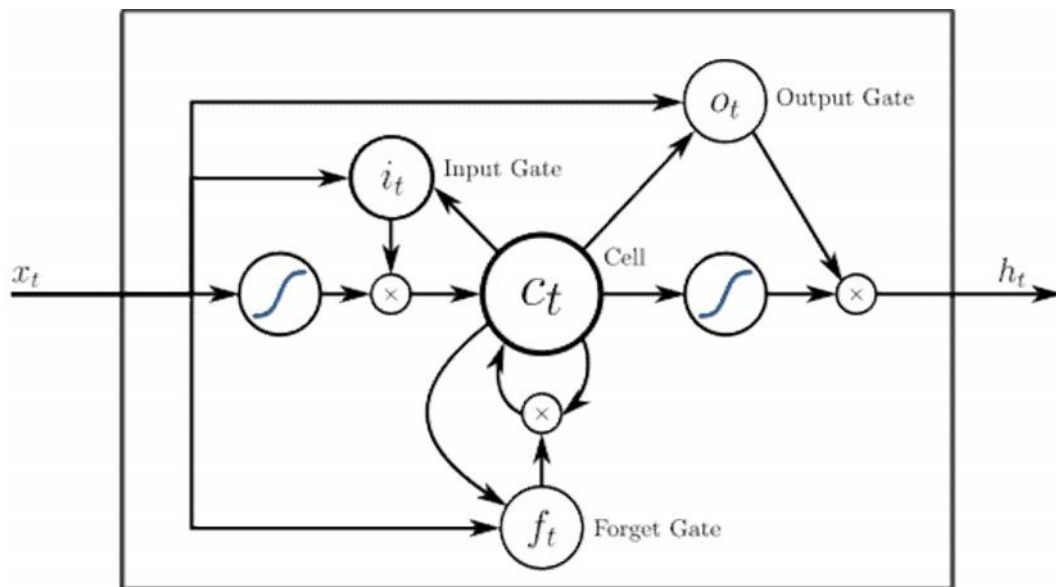 o_t Output Gate
i_t Input Gate
x_t
×
c_t
Cell
×
h_t
×
f_t Forget Gate